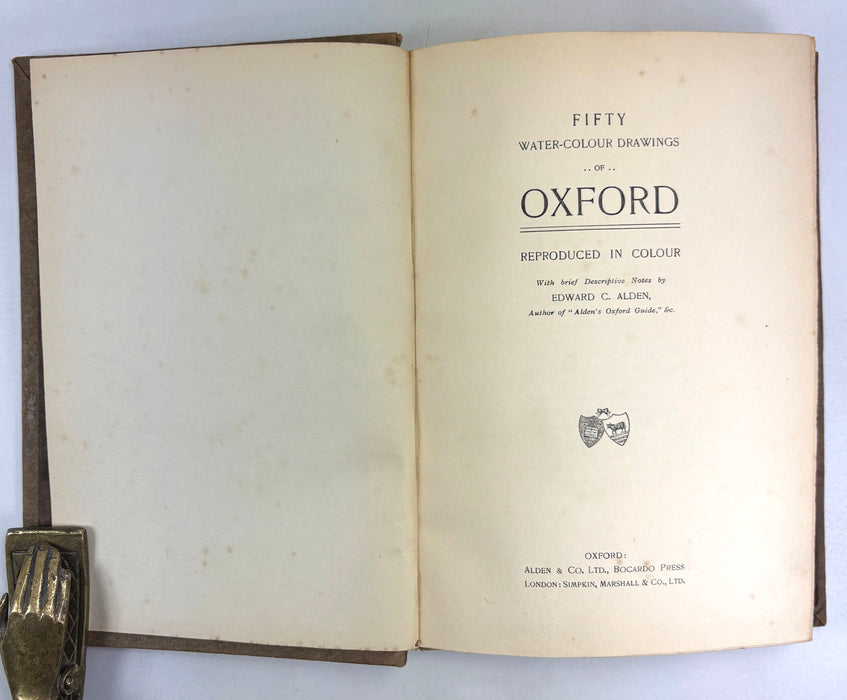 FIFTY
WATER-COLOUR DRAWINGS
.. OF ..
OXFORD
REPRODUCED IN COLOUR
With brief Descriptive Notes by
EDWARD C. ALDEN,
Author of "Alden's Oxford Guide," &c.
OXFORD:
ALDEN & CO. LTD., BOCARDO PRESS
LONDON: SIMPKIN, MARSHALL & CO., LTD.